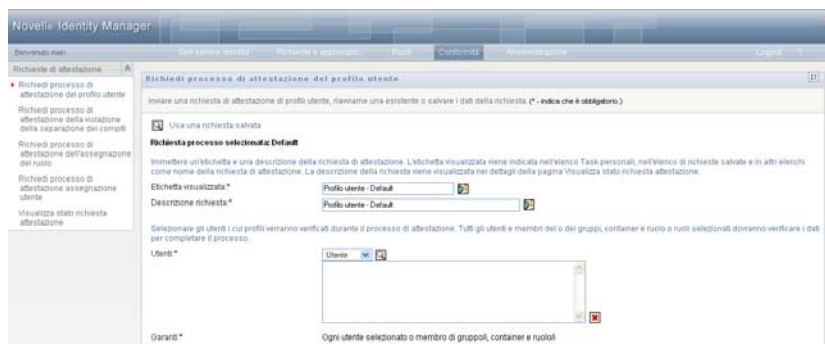 Novell® Identity Manager
Benvenuto man
Self-service identità Richieste e approvazioni Ruoli Conformità Amministrazione Logout ?
Richieste di attestazione
Richiedi processo di
attestazione del profilo utente
Richiedi processo di
attestazione della violazione
della separazione dei compiti
Richiedi processo di
attestazione dell'assegnazione
del ruolo
Richiedi processo di
attestazione assegnazione
utente
Visualizza stato richiesta
attestazione
Richiedi processo di attestazione del profilo utente
Inviare una richiesta di attestazione di profili utente, riavviarne una esistente o salvare i dati della richiesta. (* - indica che è obbligatorio.)
Usa una richiesta salvata
Richiesta processo selezionata: Default
Immettere un'etichetta e una descrizione della richiesta di attestazione. L'etichetta visualizzata viene indicata nell'elenco Task personali, nell'elenco di richieste salvate e in altri elenchi
come nome della richiesta di attestazione. La descrizione della richiesta viene visualizzata nei dettagli della pagina Visualizza stato richiesta attestazione.
Etichetta visualizzata:* Profilo utente - Default
Descrizione richiesta:* Profilo utente - Default
Selezionare gli utenti i cui profili verranno verificati durante il processo di attestazione. Tutti gli utenti e membri del o dei gruppi, container e ruolo o ruoli selezionati dovranno verificare i dati
per completare il processo.
Utenti:* Utente
Garanti:* Ogni utente selezionato o membro di gruppo/i, container e ruolo/i